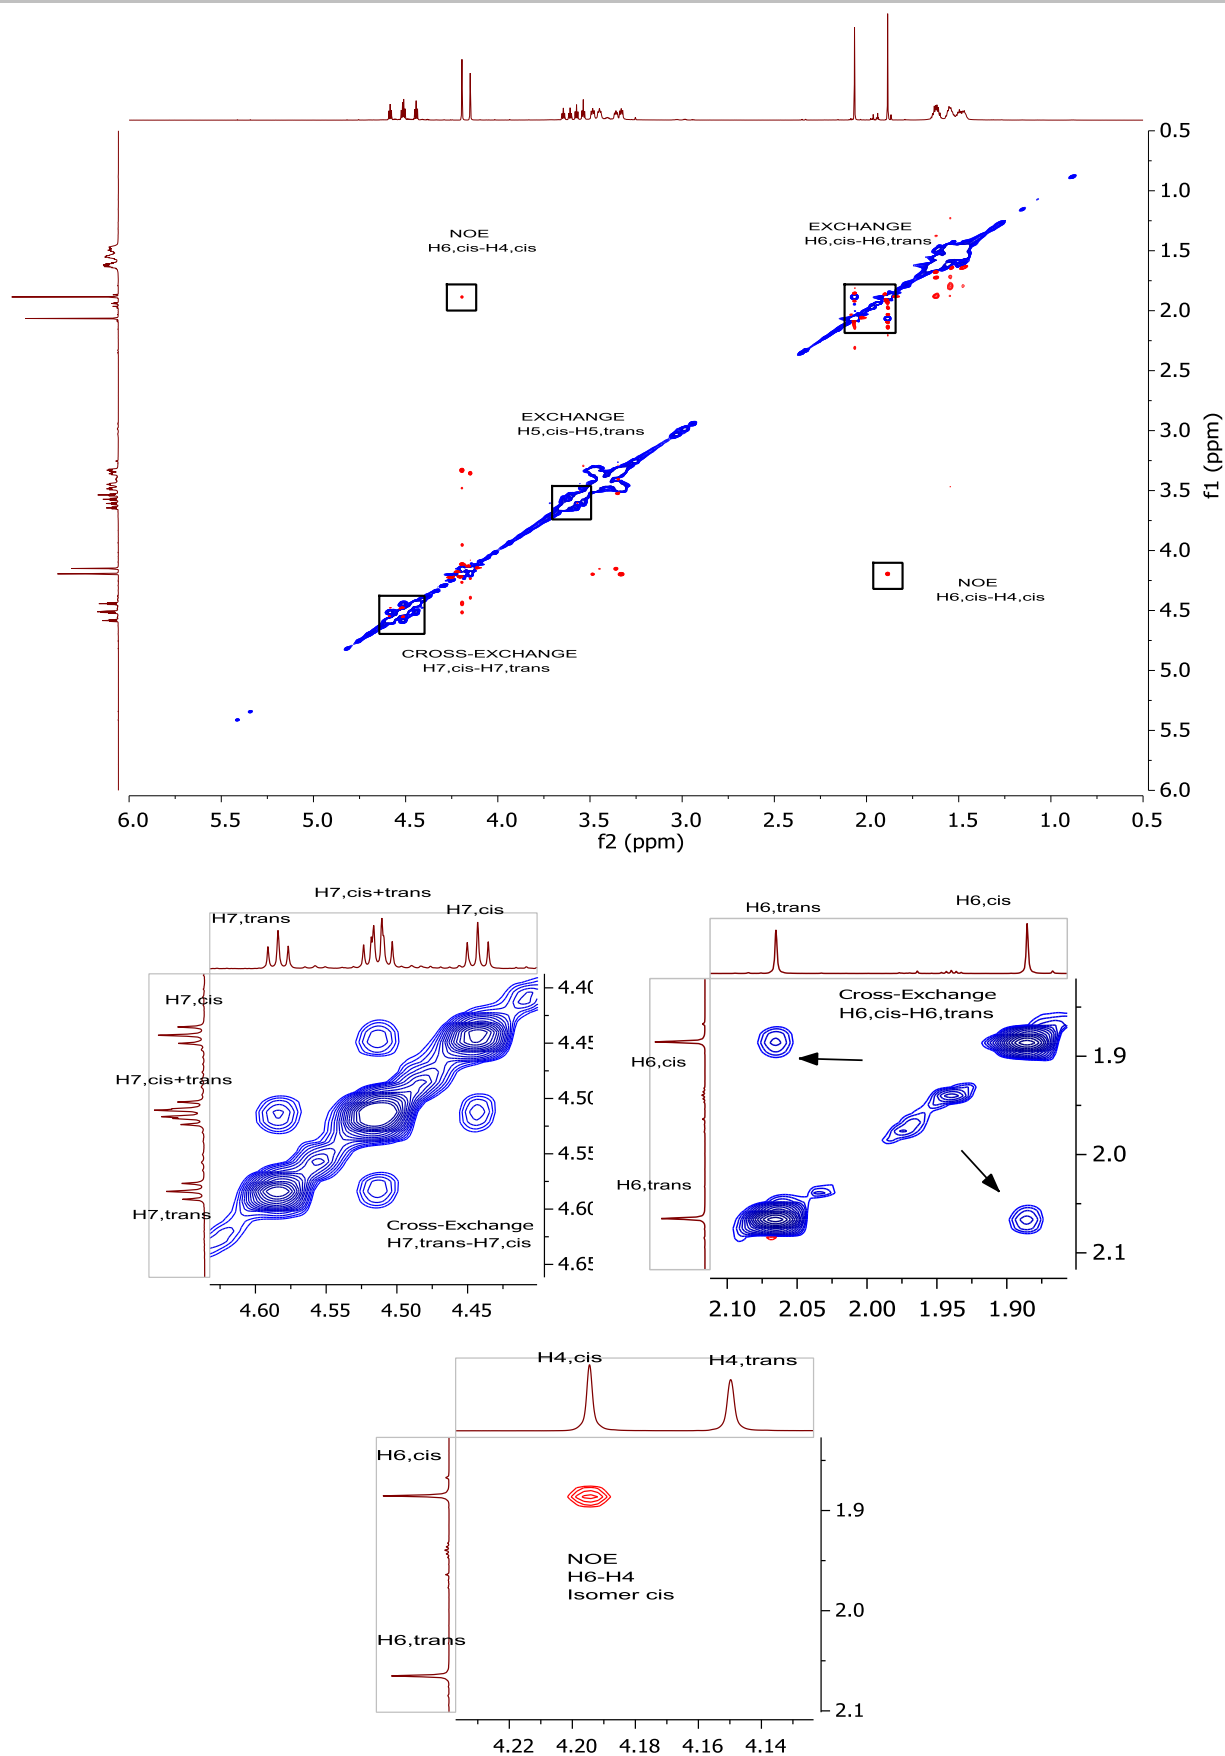 NOE
H6,cis-H4,cis
EXCHANGE
H6,cis-H6,trans
0.5
1.0
1.5
2.0
2.5
3.0
3.5
4.0
4.5
5.0
5.5
6.0
f1 (ppm)
EXCHANGE
H5,cis-H5,trans
NOE
H6,cis-H4,cis
CROSS-EXCHANGE
H7,cis-H7,trans
6.0 5.0 4.5 4.0 3.5 3.0 2.5 2.0 1.5 1.0 0.5
f2 (ppm)
H7,cis+trans
H7,trans
H7,cis
H7,cis
H7,cis+trans
H7,trans
4.40
4.45
4.50
4.55
4.60
4.65
Cross-Exchange
H7,trans-H7,cis
4.60 4.55 4.50 4.45
H6,trans
H6,cis
Cross-Exchange
H6,cis-H6,trans
H6,cis
H6,trans
1.9
2.0
2.1
2.10 2.05 2.00 1.95 1.90
H4,cis
H4,trans
H6,cis
H6,trans
NOE
H6-H4
Isomer cis
1.9
2.0
2.1
4.22 4.20 4.18 4.16 4.14